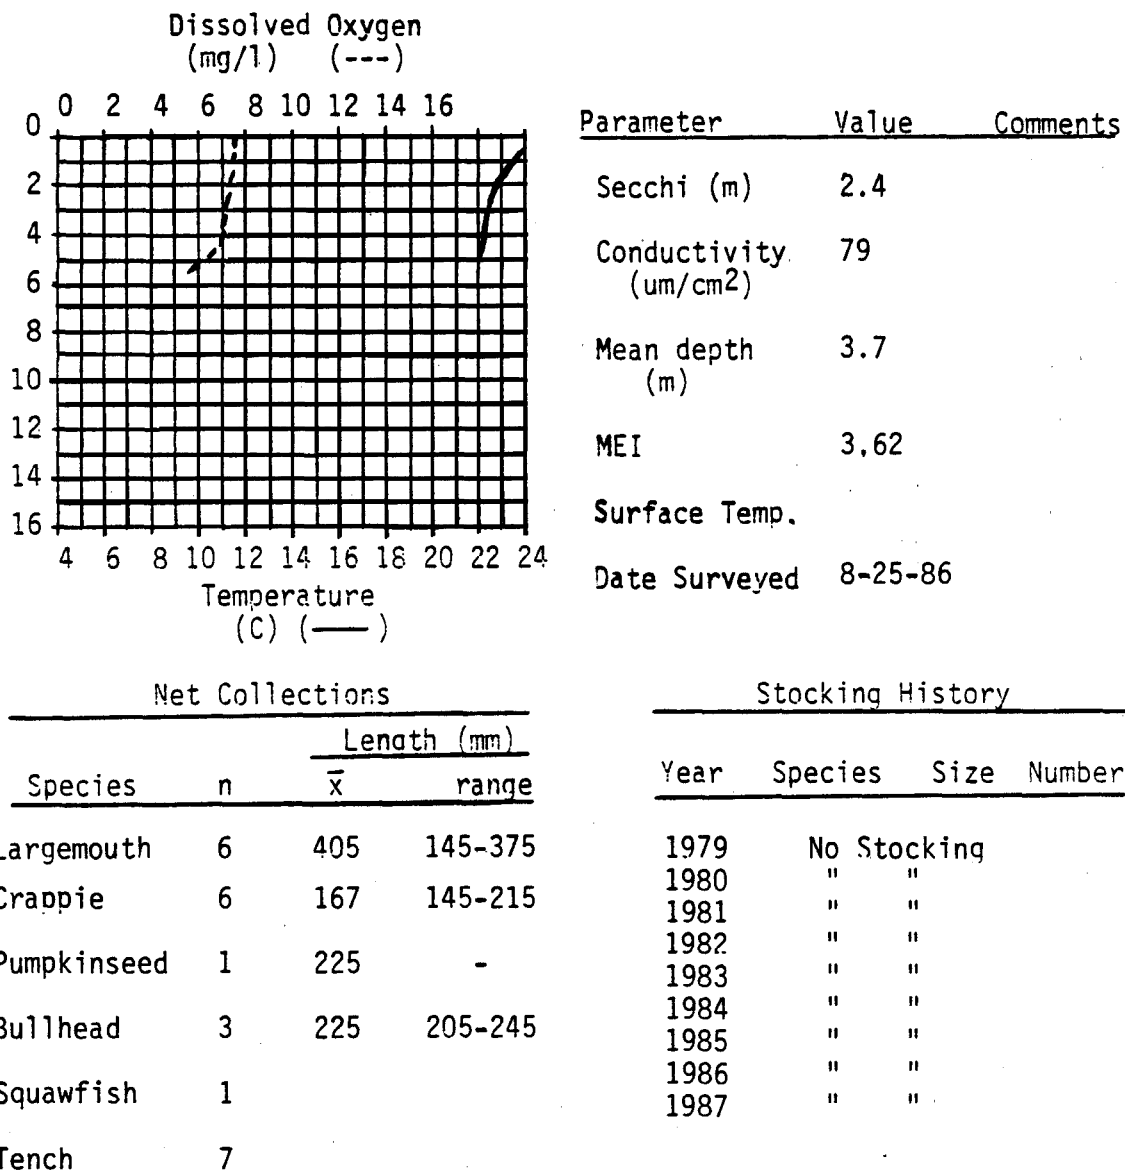 Dissolved Oxygen
(mg/l) (---)
0 2 4 6 8 10 12 14 16
0
2
4
6
8
10
12
14
16
4 6 8 10 12 14 16 18 20 22 24
Temperature
(C) (—— )
Parameter Value Comments
Secchi (m) 2.4
Conductivity 79
(um/cm2)
Mean depth 3.7
(m)
MEI 3.62
Surface Temp.
Date Surveyed 8-25-86
Net Collections
Length (mm)
Species n x̄ range
Largemouth 6 405 145-375
Crappie 6 167 145-215
Pumpkinseed 1 225 -
Bullhead 3 225 205-245
Squawfish 1
Tench 7
Stocking History
Year Species Size Number
1979 No Stocking
1980 " "
1981 " "
1982 " "
1983 " "
1984 " "
1985 " "
1986 " "
1987 " "